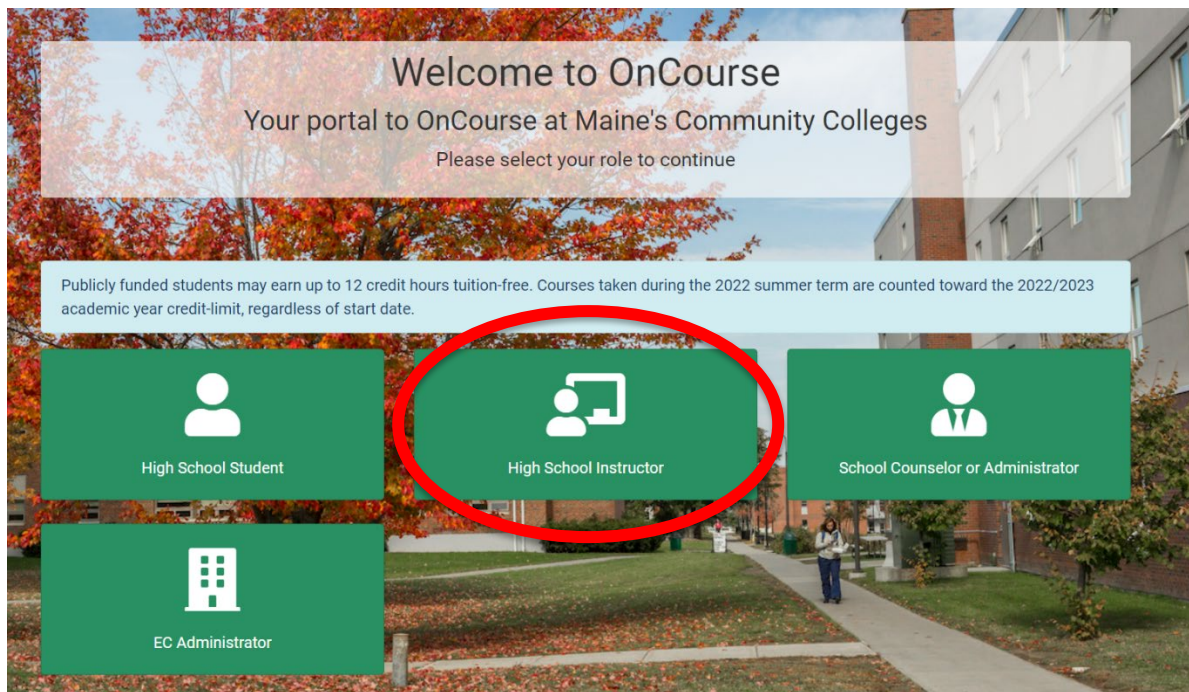 Welcome to OnCourse
Your portal to OnCourse at Maine's Community Colleges
Please select your role to continue
Publicly funded students may earn up to 12 credit hours tuition-free. Courses taken during the 2022 summer term are counted toward the 2022/2023
academic year credit-limit, regardless of start date.
High School Student
High School Instructor
School Counselor or Administrator
EC Administrator